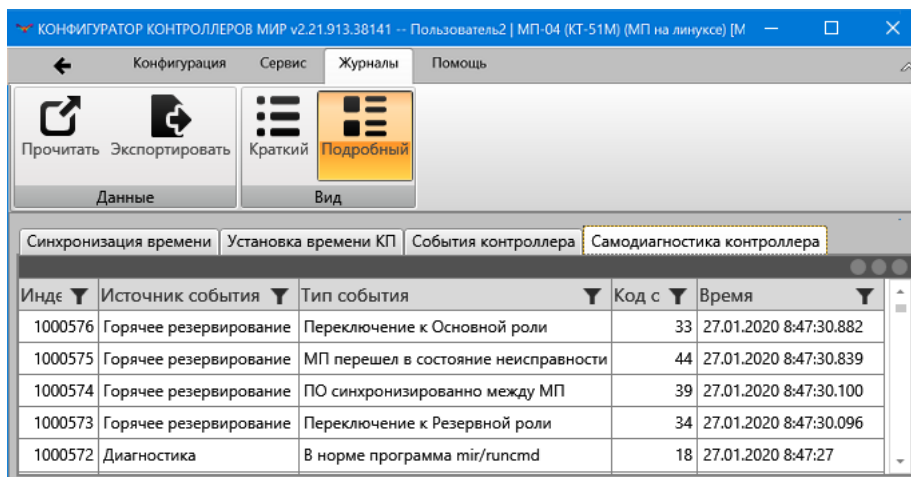 КОНФИГУРАТОР КОНТРОЛЛЕРОВ МИР v2.21.913.38141 -- Пользователь2 | МП-04 (КТ-51М) (МП на линуксе) [М
Конфигурация Сервис Журналы Помощь
Прочитать Экспортировать Краткий Подробный
Данные Вид
Синхронизация времени Установка времени КП События контроллера Самодиагностика контроллера
Инде Источник события Тип события Код с Время
1000576 Горячее резервирование Переключение к Основной роли 33 27.01.2020 8:47:30.882
1000575 Горячее резервирование МП перешел в состояние неисправности 44 27.01.2020 8:47:30.839
1000574 Горячее резервирование ПО синхронизированно между МП 39 27.01.2020 8:47:30.100
1000573 Горячее резервирование Переключение к Резервной роли 34 27.01.2020 8:47:30.096
1000572 Диагностика В норме программа mir/runcmd 18 27.01.2020 8:47:27